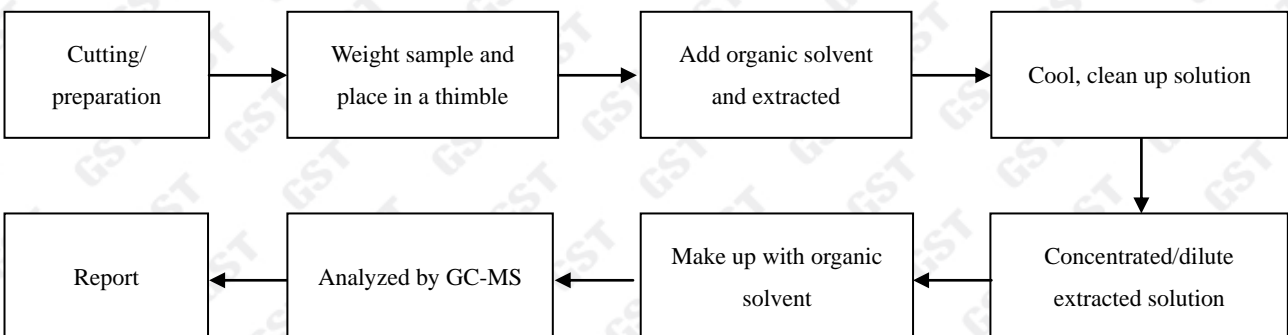 Cutting/
preparation
Weight sample and
place in a thimble
Add organic solvent
and extracted
Cool, clean up solution
Concentrated/dilute
extracted solution
Make up with organic
solvent
Analyzed by GC-MS
Report
GST